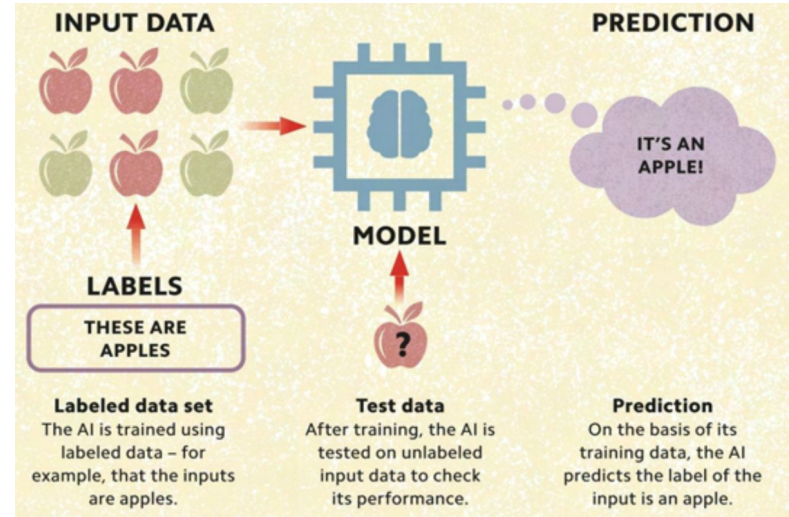 INPUT DATA
PREDICTION
IT'S AN
APPLE!
MODEL
LABELS
THESE ARE
APPLES
?
Labeled data set
The AI is trained using
labeled data – for
example, that the inputs
are apples.
Test data
After training, the AI is
tested on unlabeled
input data to check
its performance.
Prediction
On the basis of its
training data, the AI
predicts the label of the
input is an apple.